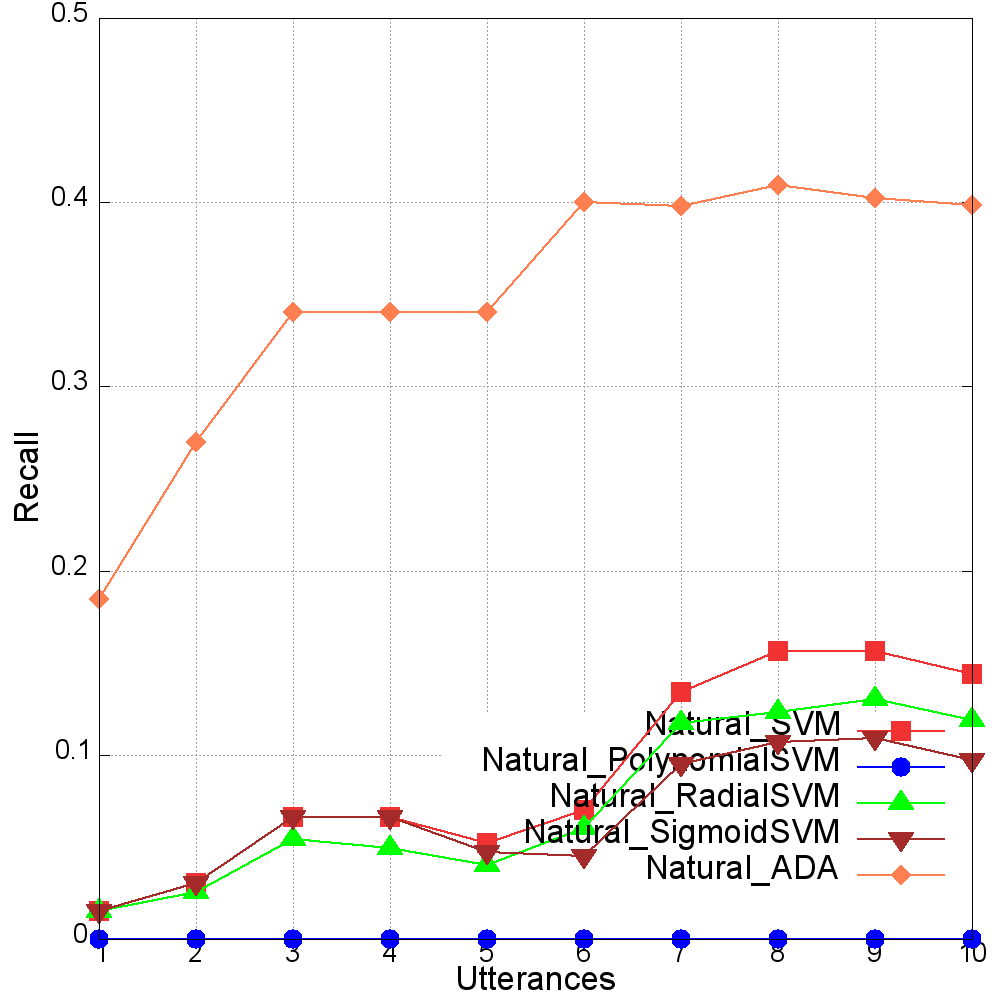 0.5
0.4
0.3
0.2
0.1
0
Recall
Natural_SVM
Natural_PolynomialSVM
Natural_RadialSVM
Natural_SigmoidSVM
Natural_ADA
1 2 3 4 5 6 7 8 9 10
Utterances